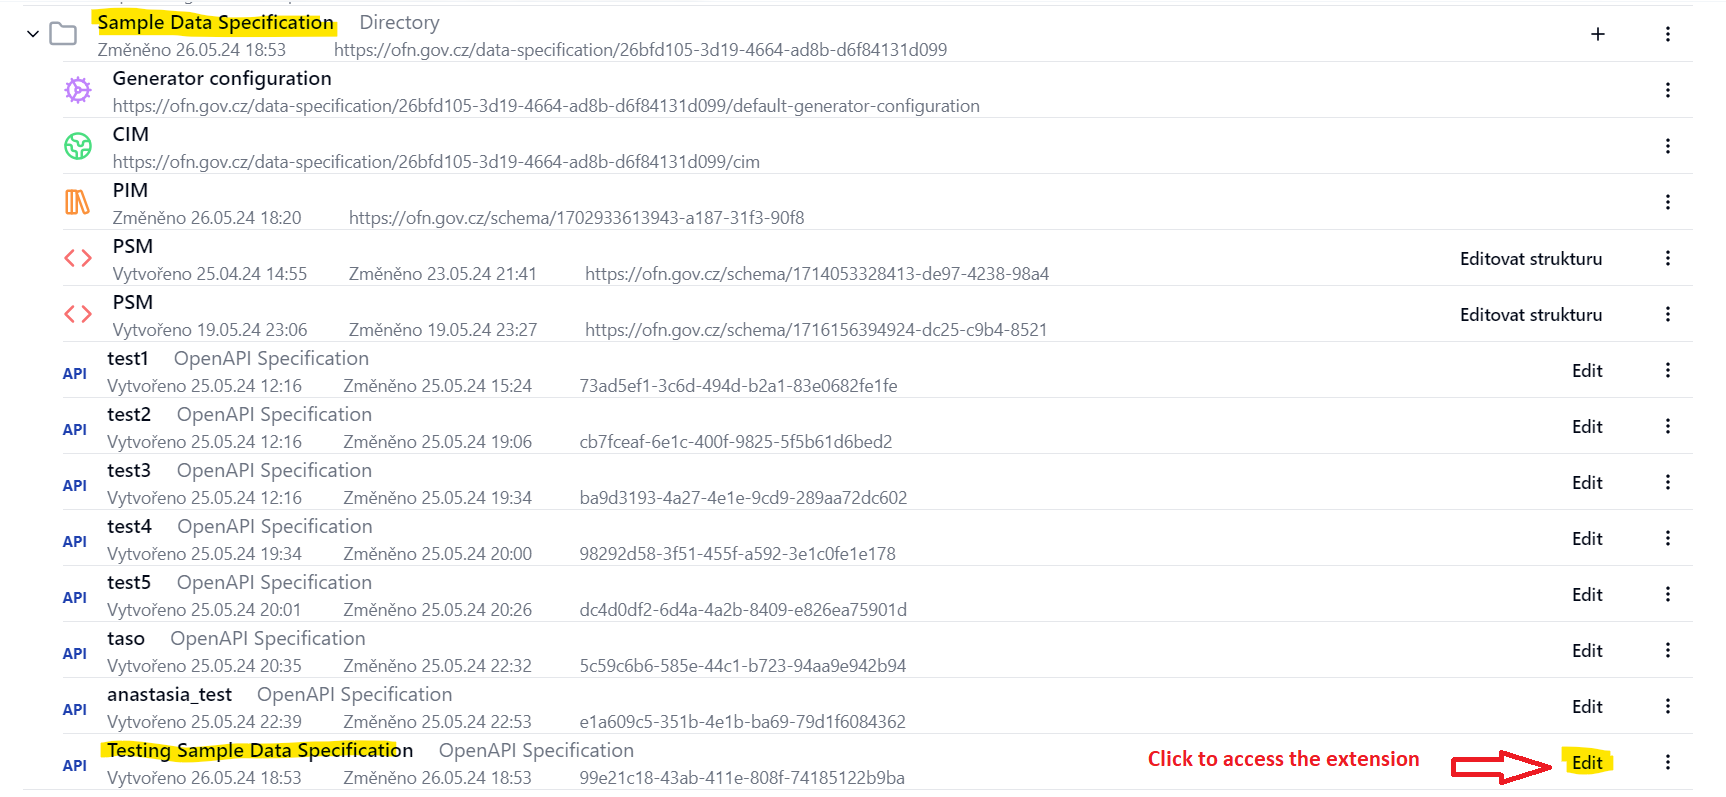 Sample Data Specification Directory
Změněno 26.05.24 18:53 https://ofn.gov.cz/data-specification/26bfd105-3d19-4664-ad8b-d6f84131d099
Generator configuration
https://ofn.gov.cz/data-specification/26bfd105-3d19-4664-ad8b-d6f84131d099/default-generator-configuration
CIM
https://ofn.gov.cz/data-specification/26bfd105-3d19-4664-ad8b-d6f84131d099/cim
PIM
Změněno 26.05.24 18:20 https://ofn.gov.cz/schema/1702933613943-a187-31f3-90f8
PSM
Editovat strukturu
Vytvořeno 25.04.24 14:55 Změněno 23.05.24 21:41 https://ofn.gov.cz/schema/1714053328413-de97-4238-98a4
PSM
Editovat strukturu
Vytvořeno 19.05.24 23:06 Změněno 19.05.24 23:27 https://ofn.gov.cz/schema/1716156394924-dc25-c9b4-8521
test1 OpenAPI Specification
API Edit
Vytvořeno 25.05.24 12:16 Změněno 25.05.24 15:24 73ad5ef1-3c6d-494d-b2a1-83e0682fe1fe
test2 OpenAPI Specification
API Edit
Vytvořeno 25.05.24 12:16 Změněno 25.05.24 19:06 cb7fceaf-6e1c-400f-9825-5f5b61d6bed2
test3 OpenAPI Specification
API Edit
Vytvořeno 25.05.24 12:16 Změněno 25.05.24 19:34 ba9d3193-4a27-4e1e-9cd9-289aa72dc602
test4 OpenAPI Specification
API Edit
Vytvořeno 25.05.24 19:34 Změněno 25.05.24 20:00 98292d58-3f51-455f-a592-3e1c0fe1e178
test5 OpenAPI Specification
API Edit
Vytvořeno 25.05.24 20:01 Změněno 25.05.24 20:26 dc4d0df2-6d4a-4a2b-8409-e826ea75901d
taso OpenAPI Specification
API Edit
Vytvořeno 25.05.24 20:35 Změněno 25.05.24 22:32 5c59c6b6-585e-44c1-b723-94aa9e942b94
anastasia_test OpenAPI Specification
API Edit
Vytvořeno 25.05.24 22:39 Změněno 25.05.24 22:53 e1a609c5-351b-4e1b-ba69-79d1f6084362
Testing Sample Data Specification OpenAPI Specification
API Click to access the extension Edit
Vytvořeno 26.05.24 18:53 Změněno 26.05.24 18:53 99e21c18-43ab-411e-808f-74185122b9ba